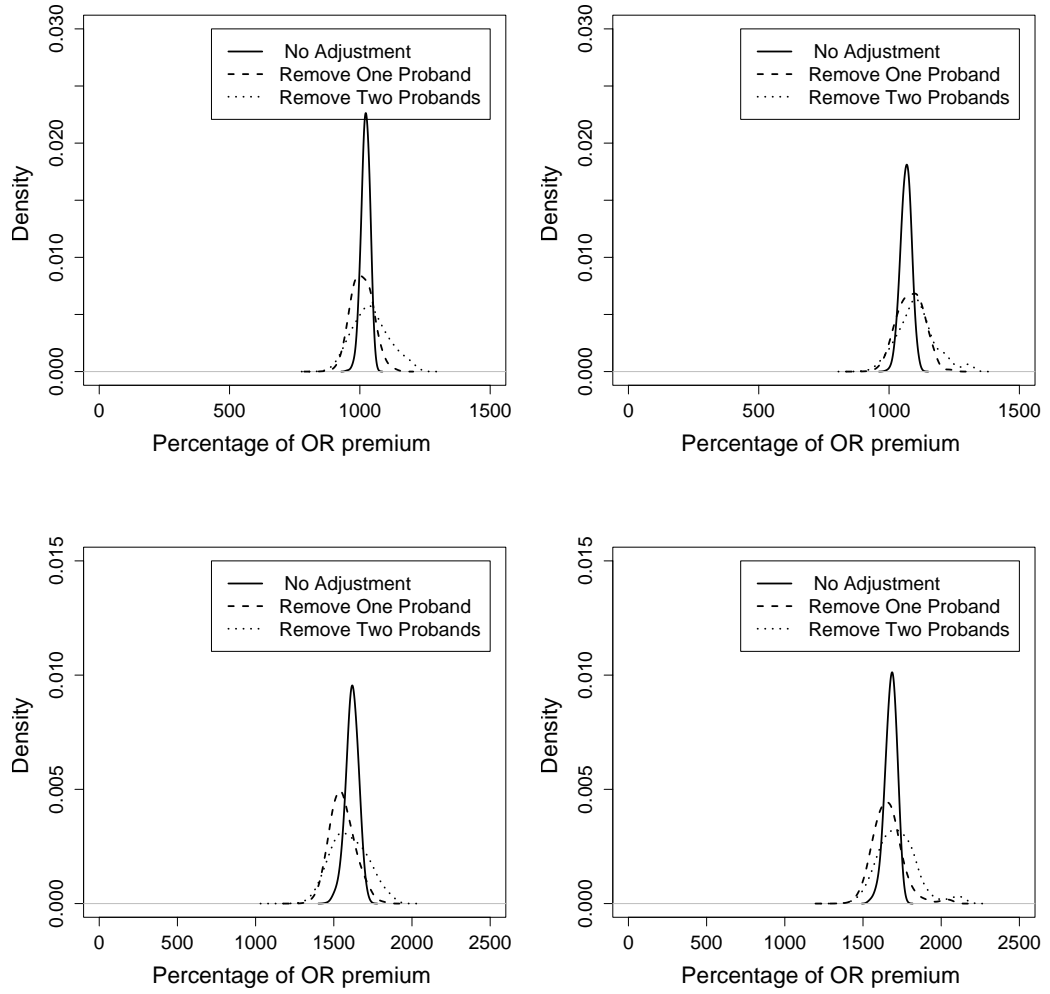 0.030
0.020
0.010
0.000
Density
No Adjustment
Remove One Proband
Remove Two Probands
0
500
1000
1500
Percentage of OR premium
0.030
0.020
0.010
0.000
Density
No Adjustment
Remove One Proband
Remove Two Probands
0
500
1000
1500
Percentage of OR premium
0.015
0.010
0.005
0.000
Density
No Adjustment
Remove One Proband
Remove Two Probands
0
500
1000
1500
2000
2500
Percentage of OR premium
0.015
0.010
0.005
0.000
Density
No Adjustment
Remove One Proband
Remove Two Probands
0
500
1000
1500
2000
2500
Percentage of OR premium